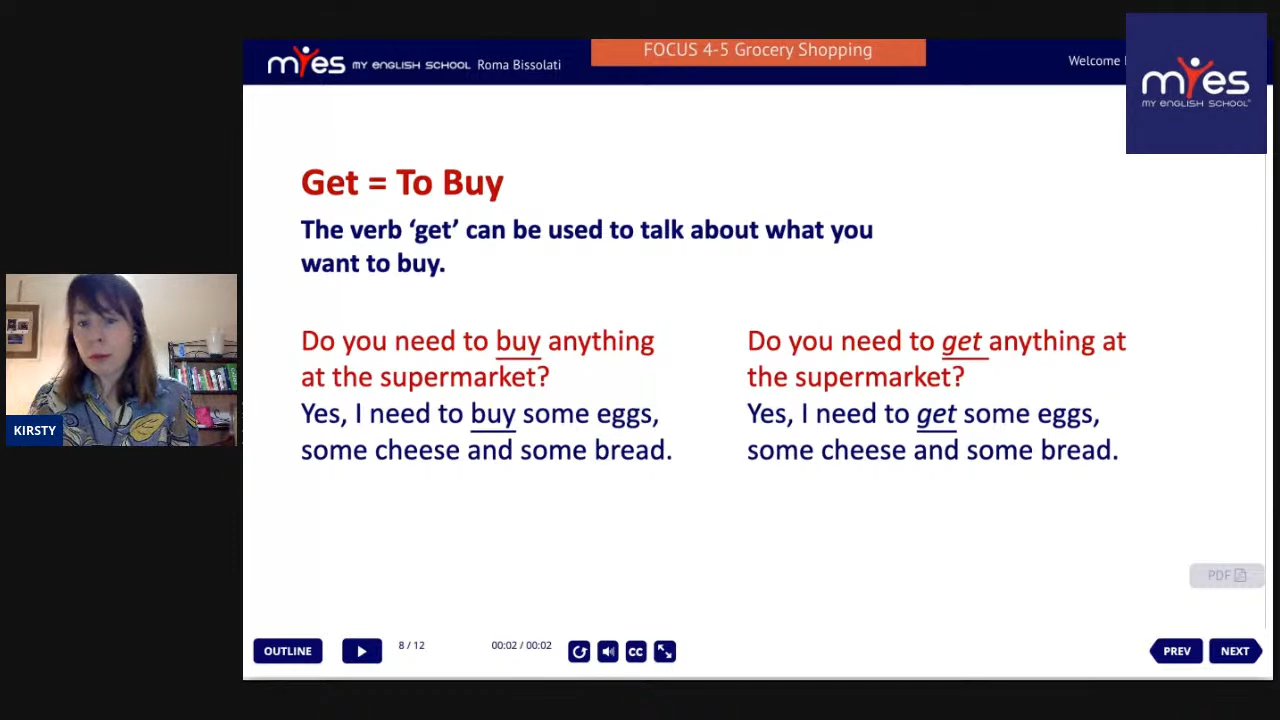 myes MY ENGLISH SCHOOL Roma Bissolati
FOCUS 4-5 Grocery Shopping
Welcome
myes
MY ENGLISH SCHOOL®
Get = To Buy
The verb ‘get’ can be used to talk about what you
want to buy.
Do you need to buy anything
at the supermarket?
Yes, I need to buy some eggs,
some cheese and some bread.
Do you need to get anything at
the supermarket?
Yes, I need to get some eggs,
some cheese and some bread.
KIRSTY
PDF
OUTLINE
8 / 12
00:02 / 00:02
CC
PREV
NEXT